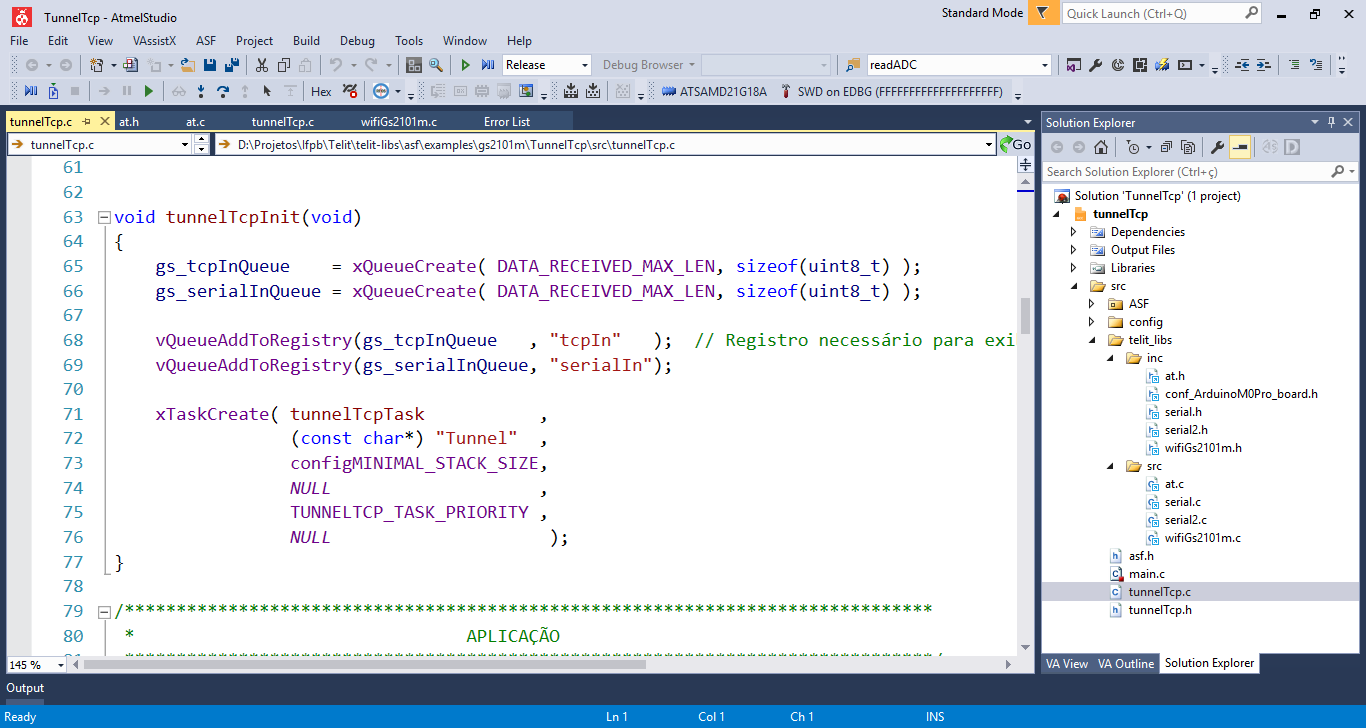 TunnelTcp - AtmelStudio
Standard Mode
Quick Launch (Ctrl+Q)
File Edit View VAssistX ASF Project Build Debug Tools Window Help
Release Debug Browser readADC
Hex ATSAMD21G18A SWD on EDBG (FFFFFFFFFFFFFFFFFFFF)
tunnelTcp.c at.h at.c tunnelTcp.c wifiGs2101m.c Error List
tunnelTcp.c D:\Projetos\lfpb\Telit\telit-libs\asf\examples\gs2101m\TunnelTcp\src\tunnelTcp.c Go
61
62
63 void tunnelTcpInit(void)
64 {
65 gs_tcpInQueue = xQueueCreate( DATA_RECEIVED_MAX_LEN, sizeof(uint8_t) );
66 gs_serialInQueue = xQueueCreate( DATA_RECEIVED_MAX_LEN, sizeof(uint8_t) );
67
68 vQueueAddToRegistry(gs_tcpInQueue , "tcpIn" ); // Registro necessário para exi
69 vQueueAddToRegistry(gs_serialInQueue, "serialIn");
70
71 xTaskCreate( tunnelTcpTask ,
72 (const char*) "Tunnel" ,
73 configMINIMAL_STACK_SIZE,
74 NULL ,
75 TUNNELTCP_TASK_PRIORITY ,
76 NULL );
77 }
78
79 /******************************************************************************
80 * APLICAÇÃO
145 %
Solution Explorer
Search Solution Explorer (Ctrl+ç)
Solution 'TunnelTcp' (1 project)
tunnelTcp
Dependencies
Output Files
Libraries
src
ASF
config
telit_libs
inc
at.h
conf_ArduinoM0Pro_board.h
serial.h
serial2.h
wifiGs2101m.h
src
at.c
serial.c
serial2.c
wifiGs2101m.c
asf.h
main.c
tunnelTcp.c
tunnelTcp.h
VA View VA Outline Solution Explorer
Output
Ready Ln 1 Col 1 Ch 1 INS